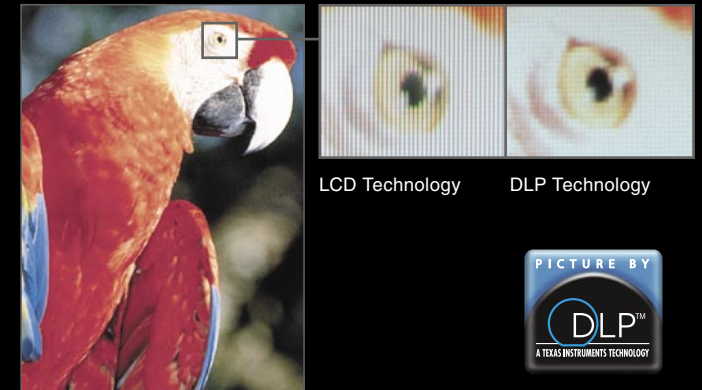 LCD Technology
DLP Technology
PICTURE BY
DLP™
A TEXAS INSTRUMENTS TECHNOLOGY